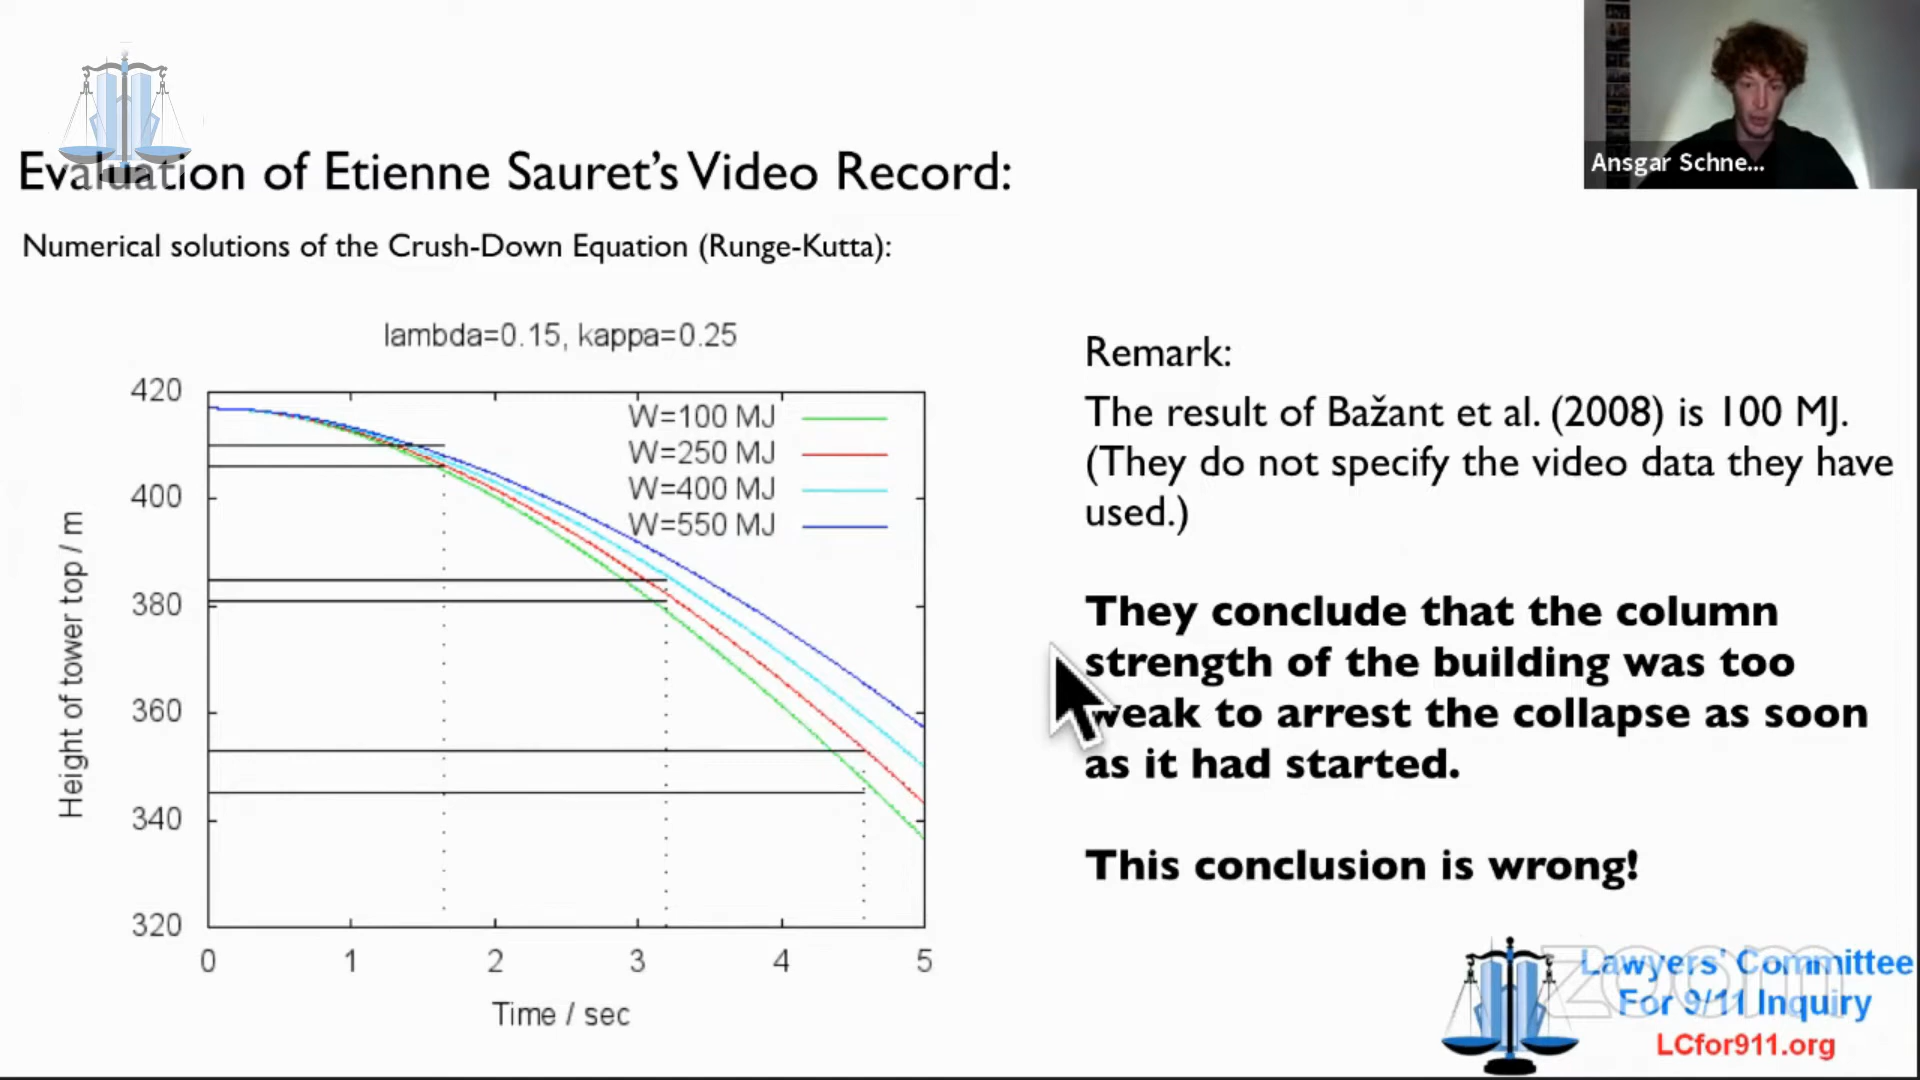 Ansgar Schne...
Evaluation of Etienne Sauret's Video Record:
Numerical solutions of the Crush-Down Equation (Runge-Kutta):
lambda=0.15, kappa=0.25
420
400
380
360
340
320
0 1 2 3 4 5
Height of tower top / m
Time / sec
W=100 MJ
W=250 MJ
W=400 MJ
W=550 MJ
Remark:
The result of Bažant et al. (2008) is 100 MJ.
(They do not specify the video data they have
used.)
They conclude that the column
strength of the building was too
weak to arrest the collapse as soon
as it had started.
This conclusion is wrong!
zoom
Lawyers' Committee
For 9/11 Inquiry
LCfor911.org